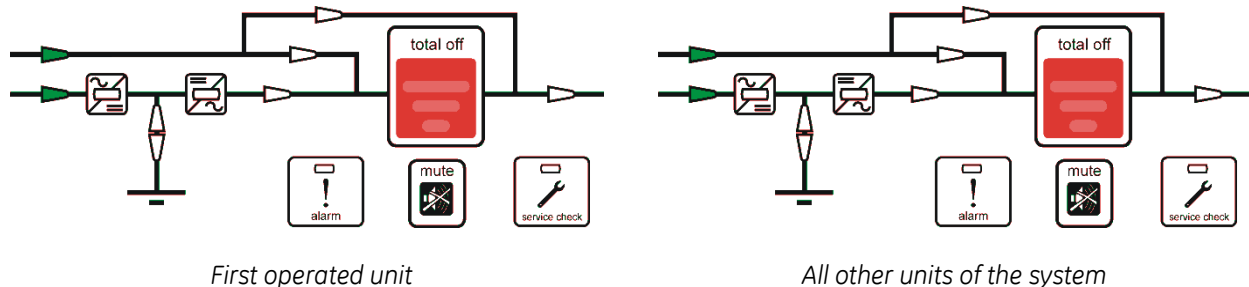 total off
total off
mute
mute
alarm
service check
alarm
service check
First operated unit
All other units of the system